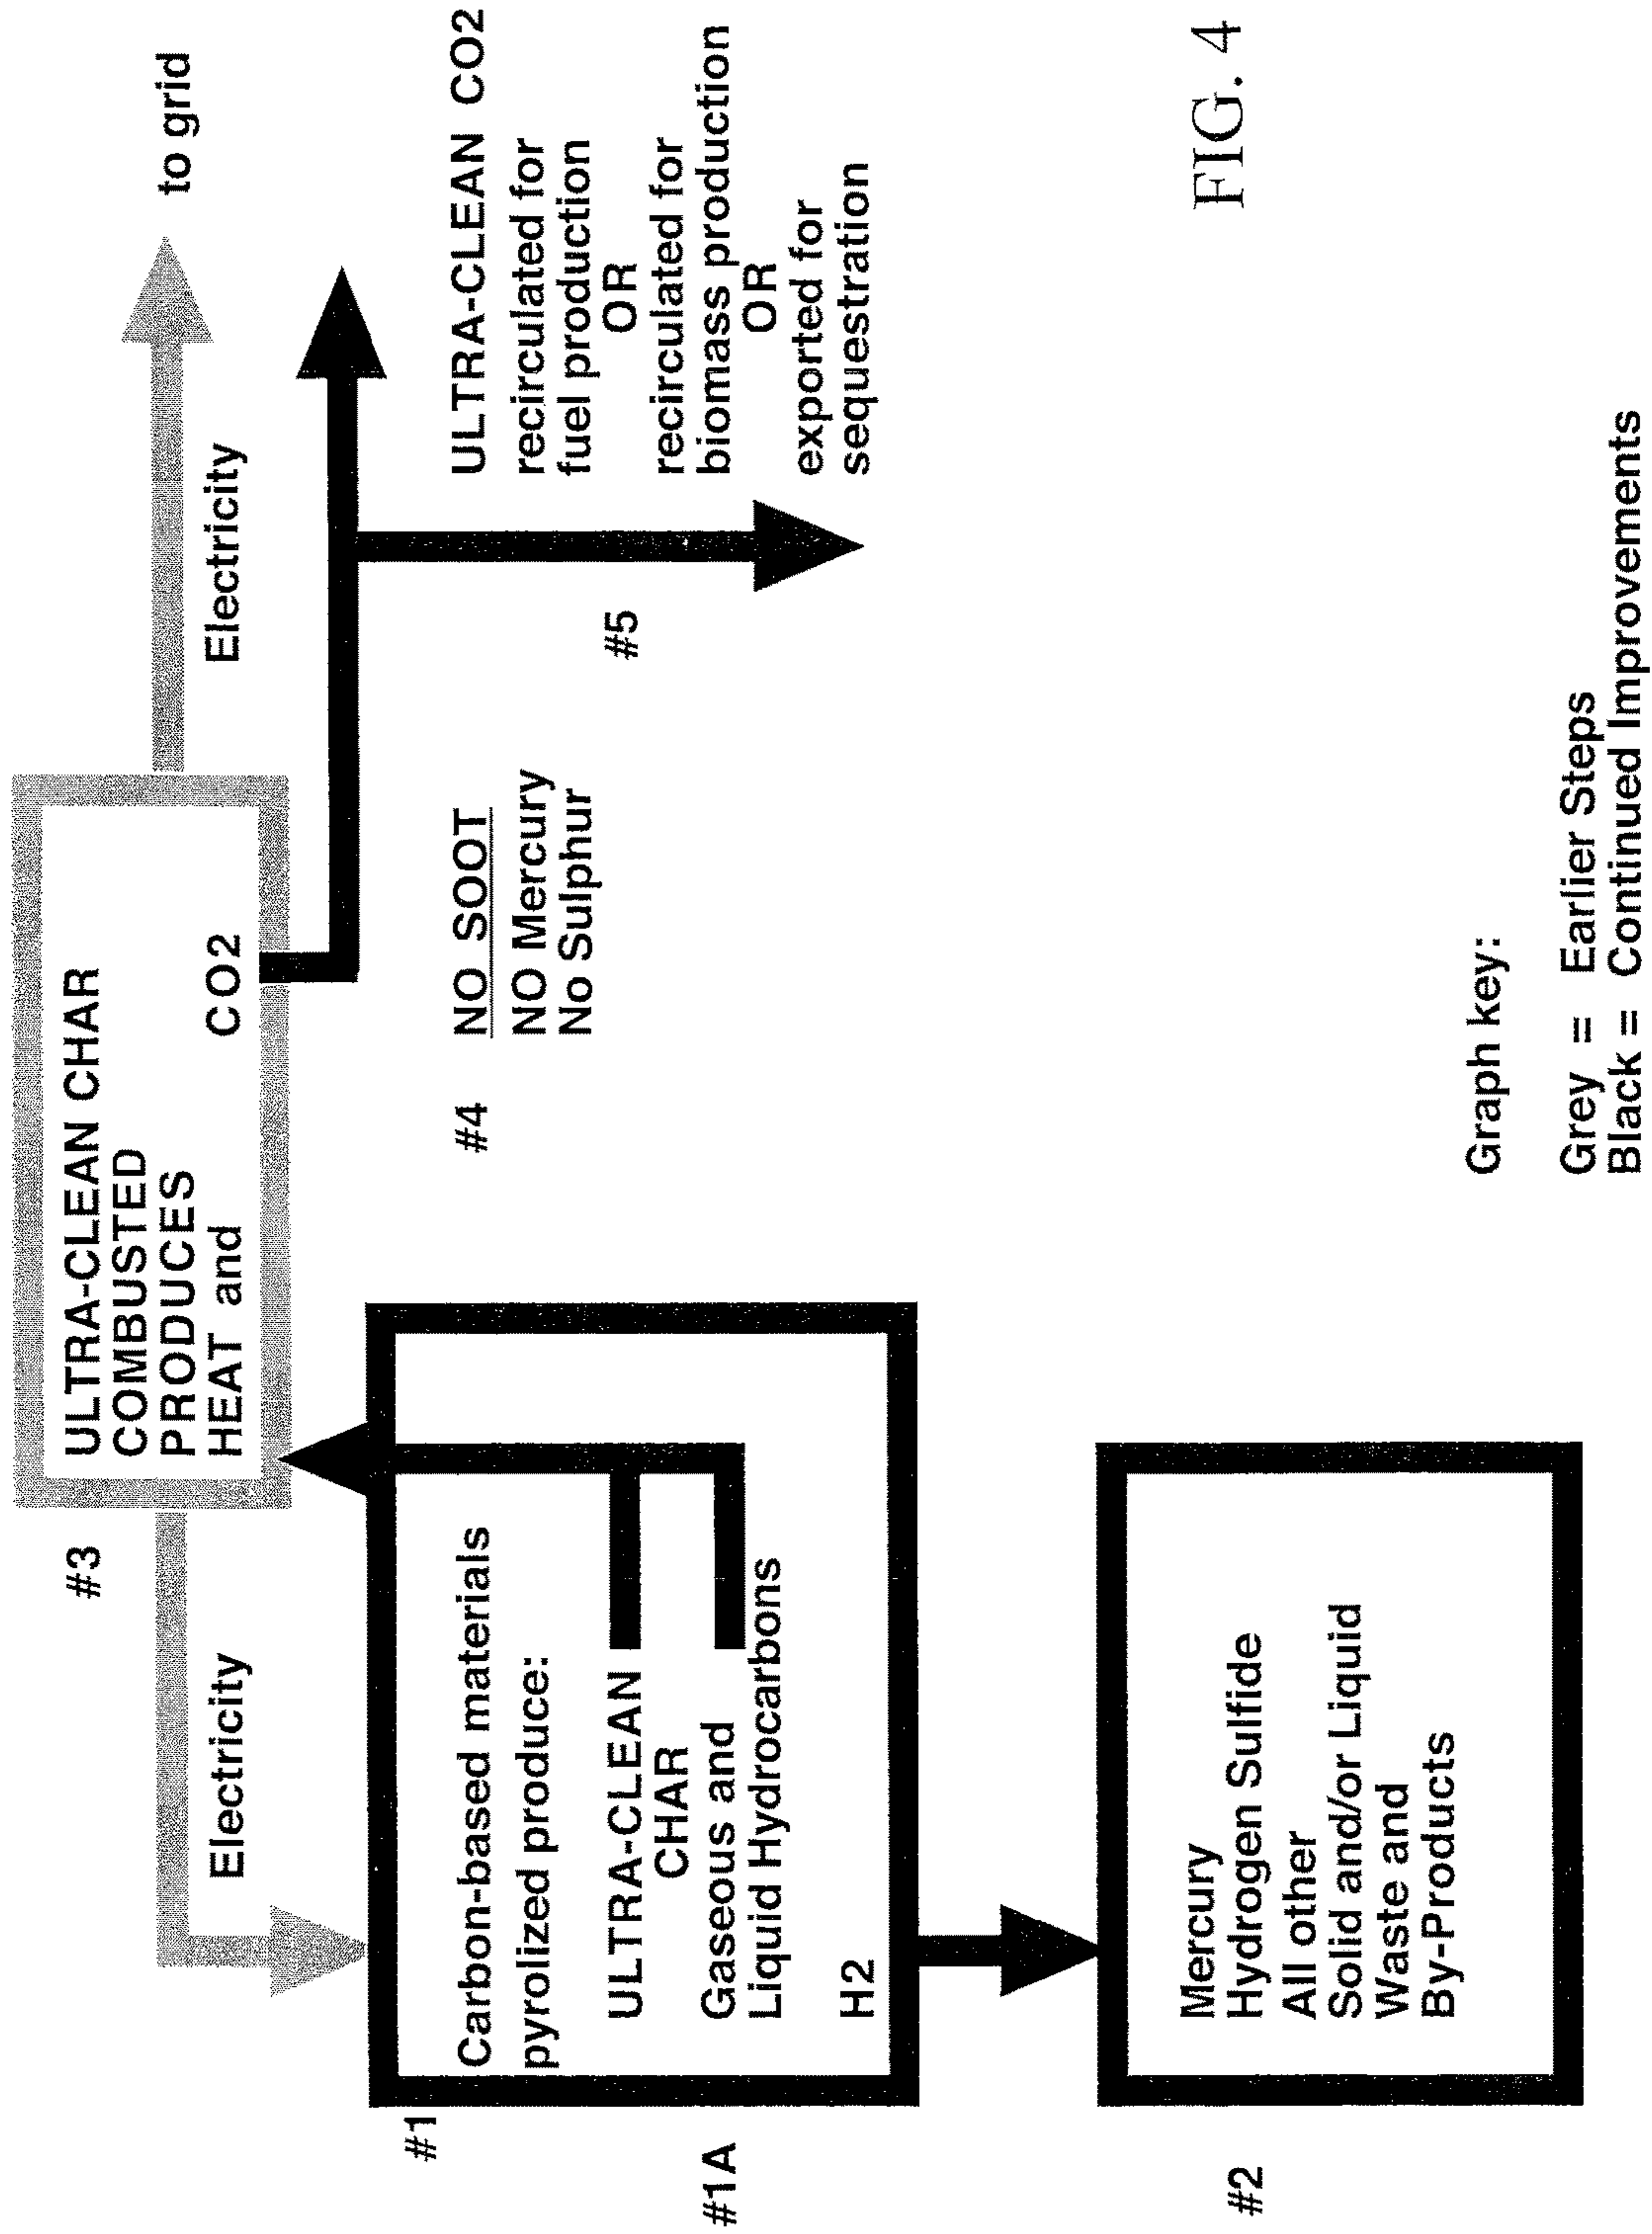 #3
ULTRA-CLEAN CHAR
COMBUSTED
PRODUCES
HEAT and CO2
Electricity
Electricity
to grid
#1
Carbon-based materials
pyrolized produce:
ULTRA-CLEAN
CHAR
Gaseous and
Liquid Hydrocarbons
H2
#1A
#4
NO SOOT
NO Mercury
No Sulphur
#5
ULTRA-CLEAN CO2
recirculated for
fuel production
OR
recirculated for
biomass production
OR
exported for
sequestration
#2
Mercury
Hydrogen Sulfide
All other
Solid and/or Liquid
Waste and
By-Products
FIG. 4
Graph key:
Grey = Earlier Steps
Black = Continued Improvements